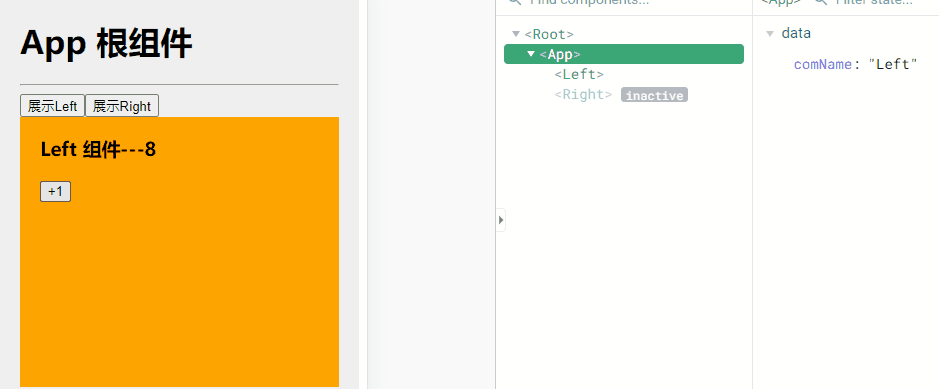 App 根组件
展示Left 展示Right
Left 组件---8
+1
Find components...
<Root>
<App>
<Left>
<Right> inactive
<App> Filter state...
data
comName: "Left"